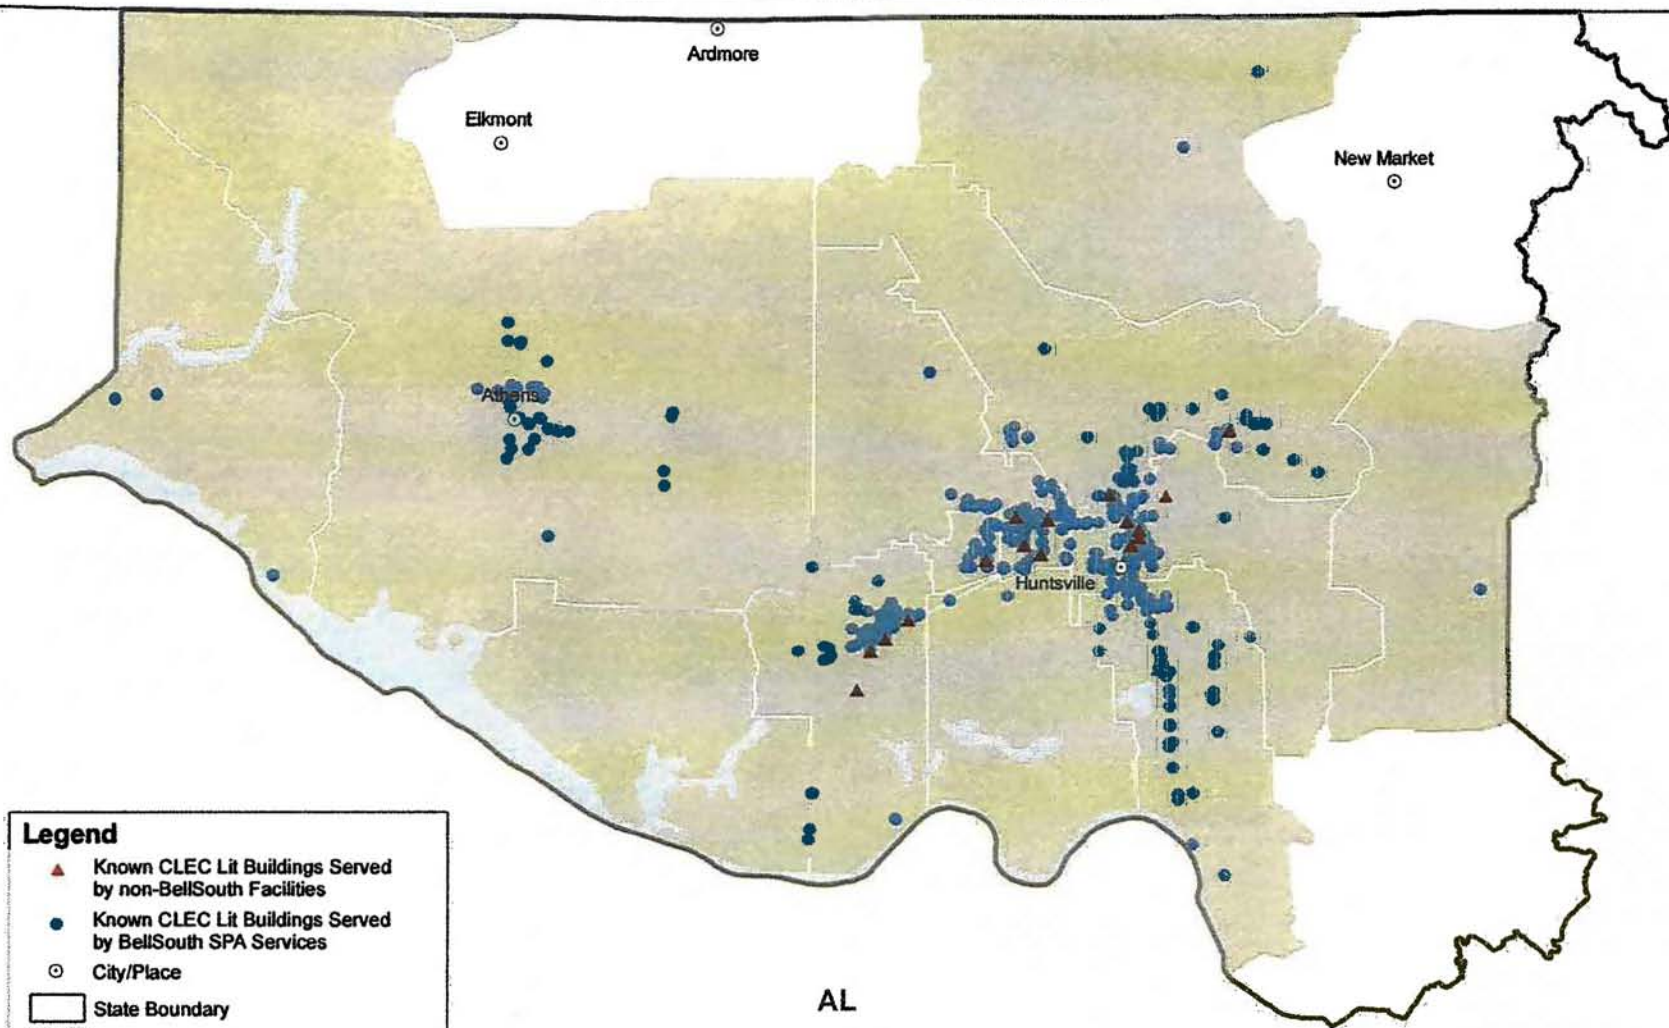 Ardmore
Elkmont
New Market
Athens
Huntsville
Legend
Known CLEC Lit Buildings Served
by non-BellSouth Facilities
Known CLEC Lit Buildings Served
by BellSouth SPA Services
City/Place
State Boundary
AL